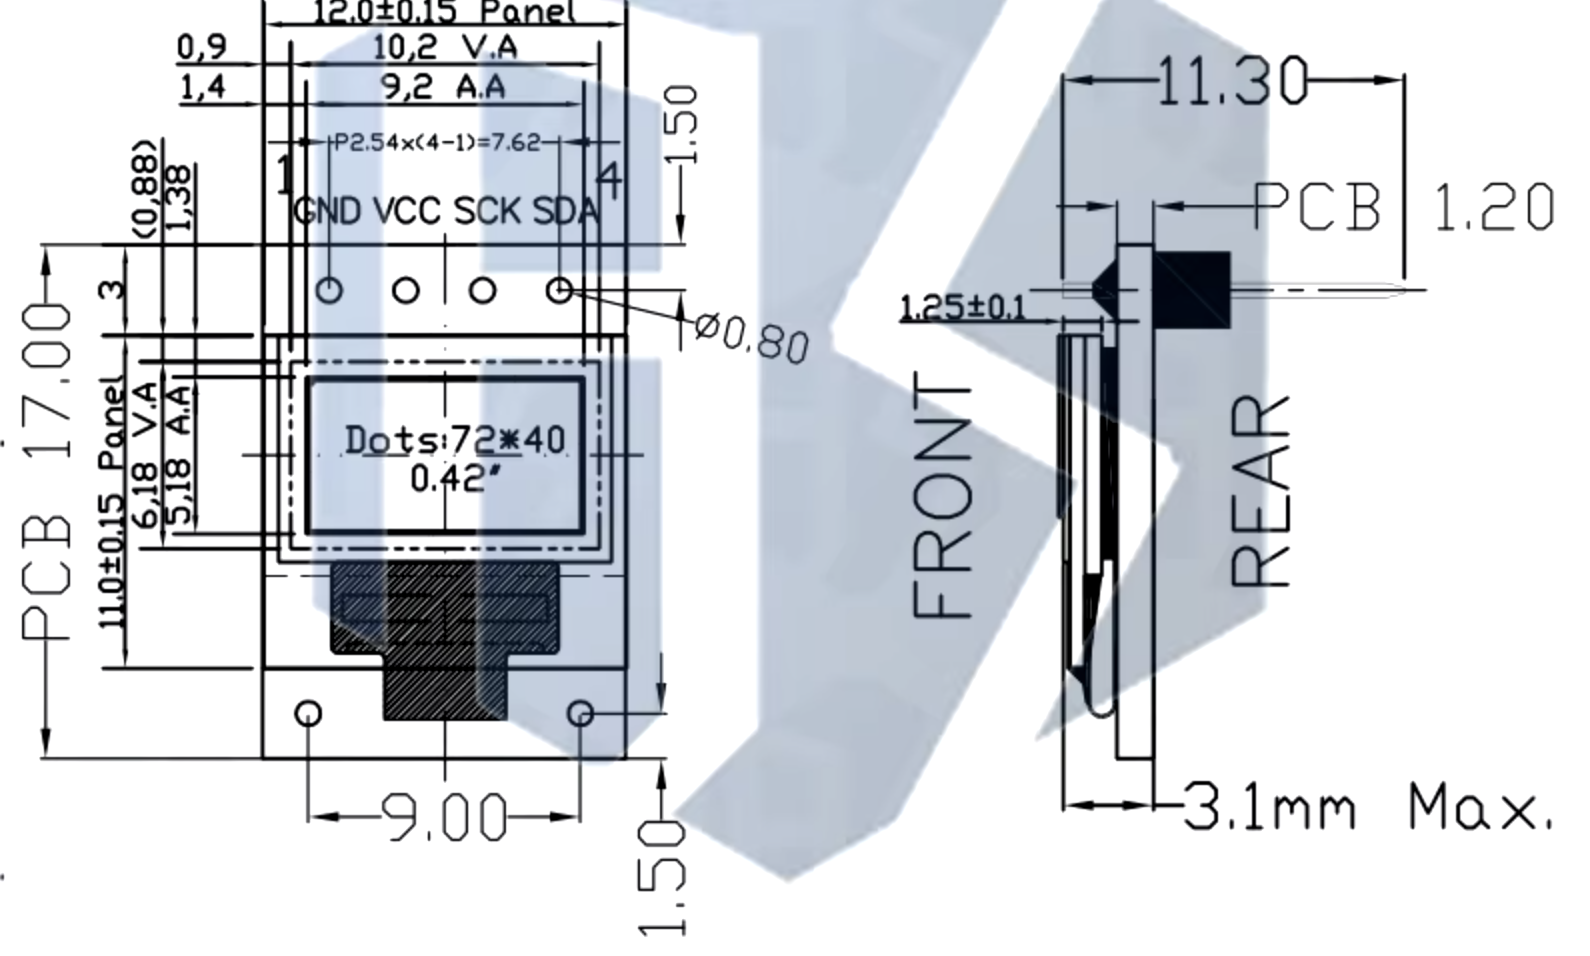 12.0±0.15 Panel
0,9
10,2 V.A
1,4
9,2 A.A
P2.54x(4-1)=7.62
1.50
1
4
(0,88)
1,38
GND VCC SCK SDA
3
Ø0.80
PCB 17.00
11.0±0.15 Panel
6,18 V.A
5,18 A.A
Dots:72*40
0.42"
9.00
1.50
11.30
PCB 1.20
1.25±0.1
FRONT
REAR
3.1mm Max.